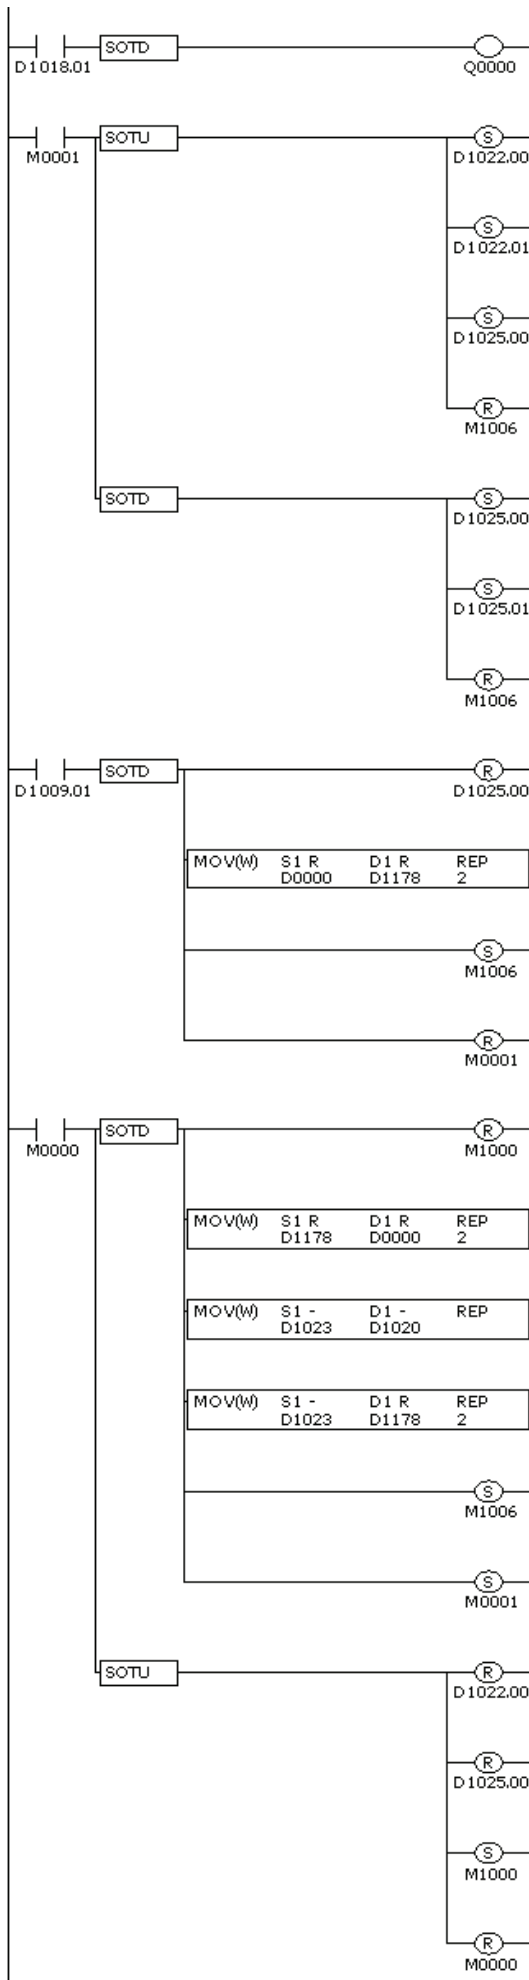 SOTD
D1018.01 Q0000
SOTU S
M0001 D1022.00
S
D1022.01
S
D1025.00
R
M1006
SOTD S
D1025.00
S
D1025.01
R
M1006
SOTD R
D1009.01 D1025.00
MOV(W) S1 R D1 R REP
D0000 D1178 2
S
M1006
R
M0001
SOTD R
M0000 M1000
MOV(W) S1 R D1 R REP
D1178 D0000 2
MOV(W) S1 - D1 - REP
D1023 D1020
MOV(W) S1 - D1 R REP
D1023 D1178 2
S
M1006
S
M0001
SOTU R
D1022.00
R
D1025.00
S
M1000
R
M0000